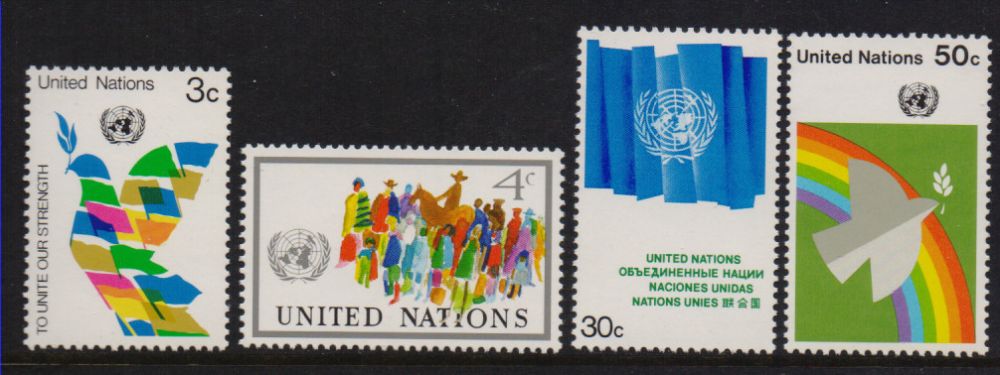 United Nations
3c
TO UNITE OUR STRENGTH
4c
UNITED NATIONS
UNITED NATIONS
ОБЪЕДИНЕННЫЕ НАЦИИ
NACIONES UNIDAS
NATIONS UNIES 联合国
30c
United Nations 50c